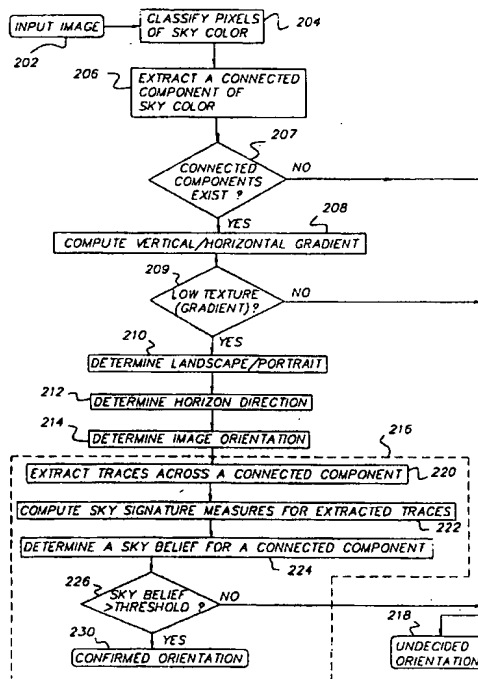 INPUT IMAGE
202
CLASSIFY PIXELS
OF SKY COLOR
204
206
EXTRACT A CONNECTED
COMPONENT OF
SKY COLOR
207
CONNECTED
COMPONENTS
EXIST ?
NO
YES
208
COMPUTE VERTICAL/HORIZONTAL GRADIENT
209
LOW TEXTURE
(GRADIENT)?
NO
YES
210
DETERMINE LANDSCAPE/PORTRAIT
212
DETERMINE HORIZON DIRECTION
214
DETERMINE IMAGE ORIENTATION
216
EXTRACT TRACES ACROSS A CONNECTED COMPONENT
220
COMPUTE SKY SIGNATURE MEASURES FOR EXTRACTED TRACES
222
DETERMINE A SKY BELIEF FOR A CONNECTED COMPONENT
224
226
SKY BELIEF
>THRESHOLD ?
NO
YES
230
CONFIRMED ORIENTATION
218
UNDECIDED
ORIENTATION